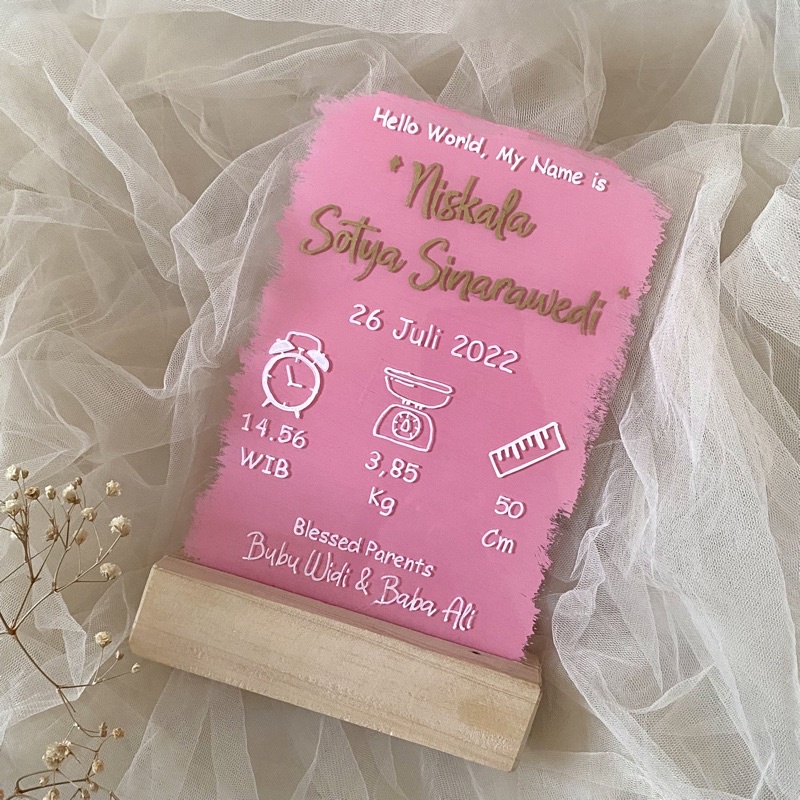 Hello World, My Name is
Niskala
Sotya Sinarawedi
26 Juli 2022
14.56
WIB
3,85
Kg
50
Cm
Blessed Parents
Bubu Widi & Baba Ali